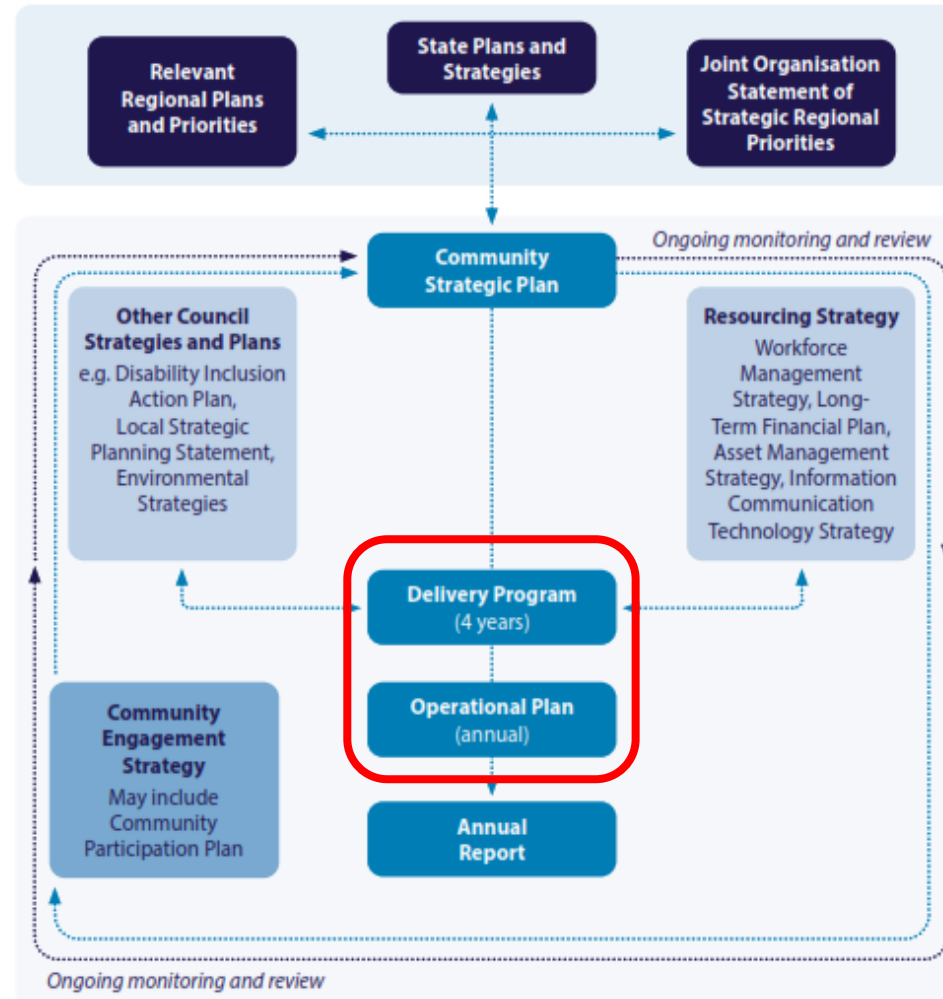 Relevant
Regional Plans
and Priorities
State Plans and
Strategies
Joint Organisation
Statement of
Strategic Regional
Priorities
Ongoing monitoring and review
Community
Strategic Plan
Other Council
Strategies and Plans
e.g. Disability Inclusion
Action Plan,
Local Strategic
Planning Statement,
Environmental
Strategies
Resourcing Strategy
Workforce
Management
Strategy, Long-
Term Financial Plan,
Asset Management
Strategy, Information
Communication
Technology Strategy
Delivery Program
(4 years)
Operational Plan
(annual)
Community
Engagement
Strategy
May include
Community
Participation Plan
Annual
Report
Ongoing monitoring and review